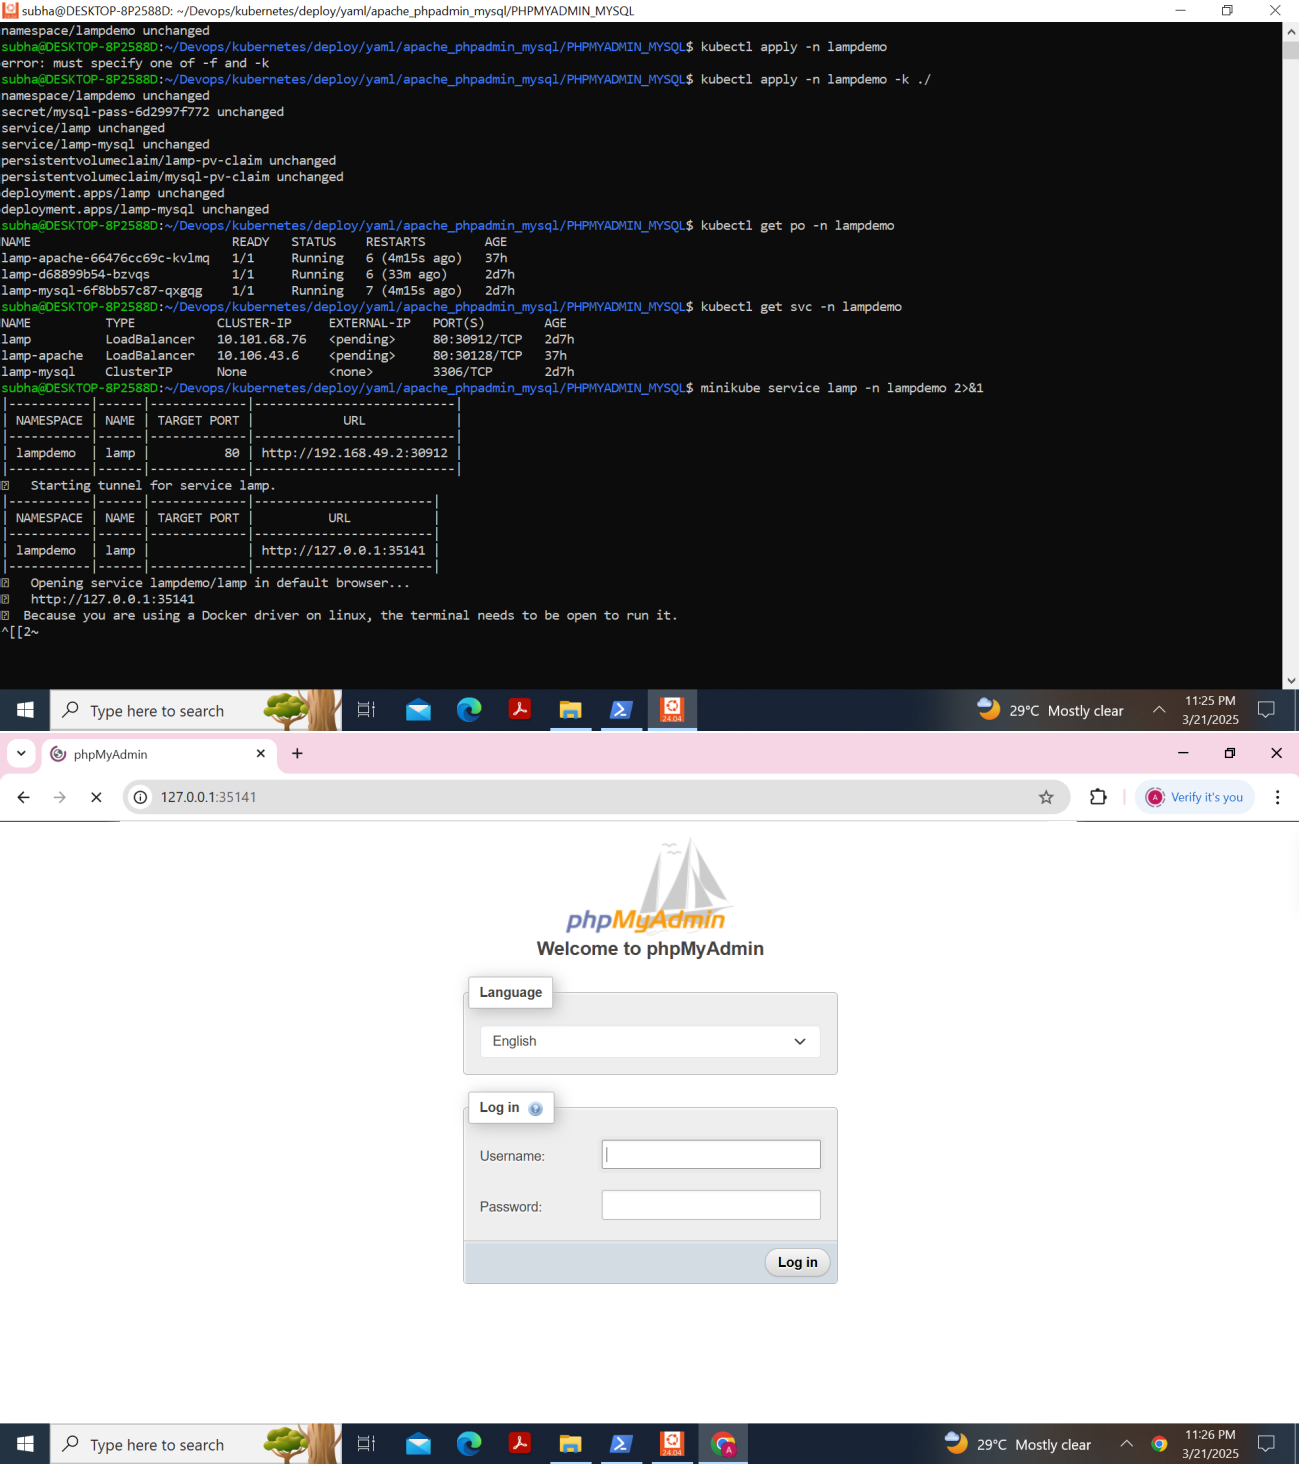 subha@DESKTOP-8P2588D: ~/Devops/kubernetes/deploy/yaml/apache_phpadmin_mysql/PHPMYADMIN_MYSQL
namespace/lampdemo unchanged
subha@DESKTOP-8P2588D:~/Devops/kubernetes/deploy/yaml/apache_phpadmin_mysql/PHPMYADMIN_MYSQL$ kubectl apply -n lampdemo
error: must specify one of -f and -k
subha@DESKTOP-8P2588D:~/Devops/kubernetes/deploy/yaml/apache_phpadmin_mysql/PHPMYADMIN_MYSQL$ kubectl apply -n lampdemo -k ./
namespace/lampdemo unchanged
secret/mysql-pass-6d2997f772 unchanged
service/lamp unchanged
service/lamp-mysql unchanged
persistentvolumeclaim/lamp-pv-claim unchanged
persistentvolumeclaim/mysql-pv-claim unchanged
deployment.apps/lamp unchanged
deployment.apps/lamp-mysql unchanged
subha@DESKTOP-8P2588D:~/Devops/kubernetes/deploy/yaml/apache_phpadmin_mysql/PHPMYADMIN_MYSQL$ kubectl get po -n lampdemo
NAME READY STATUS RESTARTS AGE
lamp-apache-66476cc69c-kvlmq 1/1 Running 6 (4m15s ago) 37h
lamp-d68899b54-bzvqs 1/1 Running 6 (33m ago) 2d7h
lamp-mysql-6f8bb57c87-qxgqg 1/1 Running 7 (4m15s ago) 2d7h
subha@DESKTOP-8P2588D:~/Devops/kubernetes/deploy/yaml/apache_phpadmin_mysql/PHPMYADMIN_MYSQL$ kubectl get svc -n lampdemo
NAME TYPE CLUSTER-IP EXTERNAL-IP PORT(S) AGE
lamp LoadBalancer 10.101.68.76 <pending> 80:30912/TCP 2d7h
lamp-apache LoadBalancer 10.106.43.6 <pending> 80:30128/TCP 37h
lamp-mysql ClusterIP None <none> 3306/TCP 2d7h
subha@DESKTOP-8P2588D:~/Devops/kubernetes/deploy/yaml/apache_phpadmin_mysql/PHPMYADMIN_MYSQL$ minikube service lamp -n lampdemo 2>&1
|-----------|------|-------------|---------------------------|
| NAMESPACE | NAME | TARGET PORT | URL |
|-----------|------|-------------|---------------------------|
| lampdemo | lamp | 80 | http://192.168.49.2:30912 |
|-----------|------|-------------|---------------------------|
Starting tunnel for service lamp.
|-----------|------|-------------|------------------------|
| NAMESPACE | NAME | TARGET PORT | URL |
|-----------|------|-------------|------------------------|
| lampdemo | lamp | | http://127.0.0.1:35141 |
|-----------|------|-------------|------------------------|
Opening service lampdemo/lamp in default browser...
http://127.0.0.1:35141
Because you are using a Docker driver on linux, the terminal needs to be open to run it.
^[[2~
Type here to search
24.04
29°C Mostly clear
11:25 PM
3/21/2025
phpMyAdmin
127.0.0.1:35141
A
Verify it's you
phpMyAdmin
Welcome to phpMyAdmin
Language
English
Log in
Username:
Password:
Log in
Type here to search
24.04
A
29°C Mostly clear
11:26 PM
3/21/2025